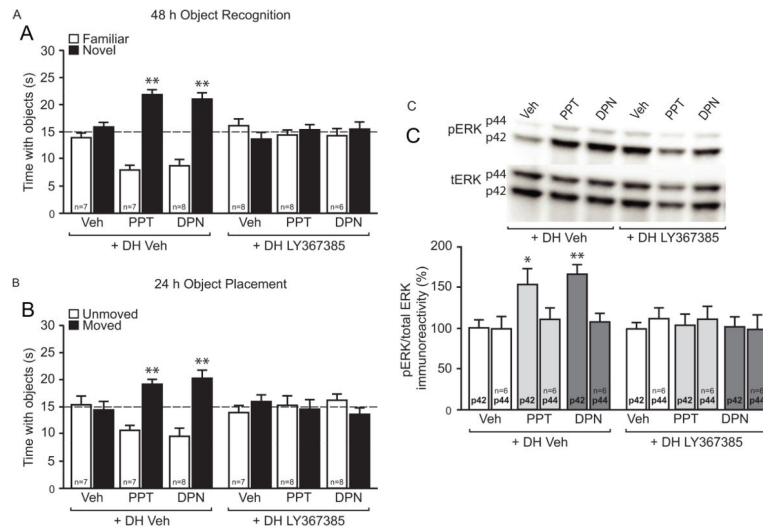 A
48 h Object Recognition
A
Familiar
Novel
Time with objects (s)
30
25
20
15
10
5
0
**
**
n=7
n=7
n=8
n=8
n=8
n=6
Veh
PPT
DPN
Veh
PPT
DPN
+ DH Veh
+ DH LY367385
B
24 h Object Placement
B
Unmoved
Moved
Time with objects (s)
30
25
20
15
10
5
0
**
**
n=7
n=7
n=8
n=7
n=8
n=8
Veh
PPT
DPN
Veh
PPT
DPN
+ DH Veh
+ DH LY367385
C
C
Veh
PPT
DPN
Veh
PPT
DPN
pERK
p44
p42
tERK
p44
p42
+ DH Veh
+ DH LY367385
pERK/total ERK
immunoreactivity (%)
200
150
100
50
0
*
**
n=6
n=6
n=6
n=6
n=6
n=6
p42
p44
p42
p44
p42
p44
p42
p44
p42
p44
p42
p44
Veh
PPT
DPN
Veh
PPT
DPN
+ DH Veh
+ DH LY367385